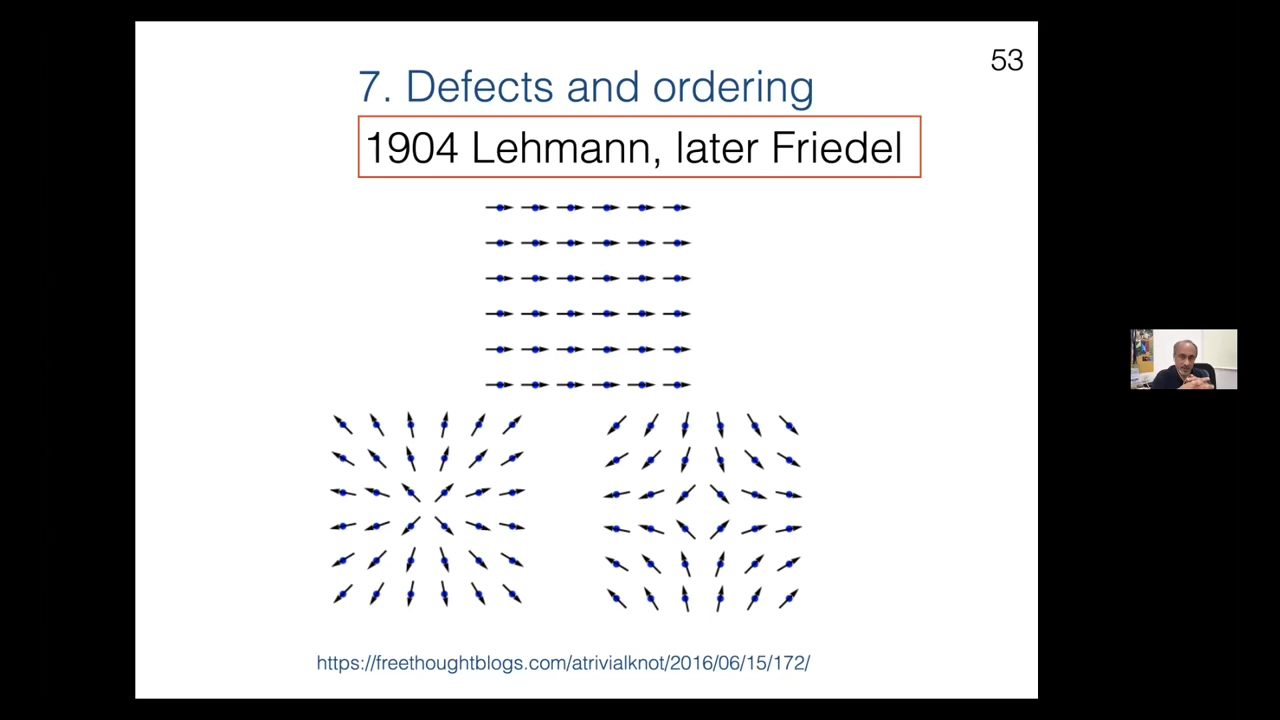 53
7. Defects and ordering
1904 Lehmann, later Friedel
https://freethoughtblogs.com/atrivialknot/2016/06/15/172/